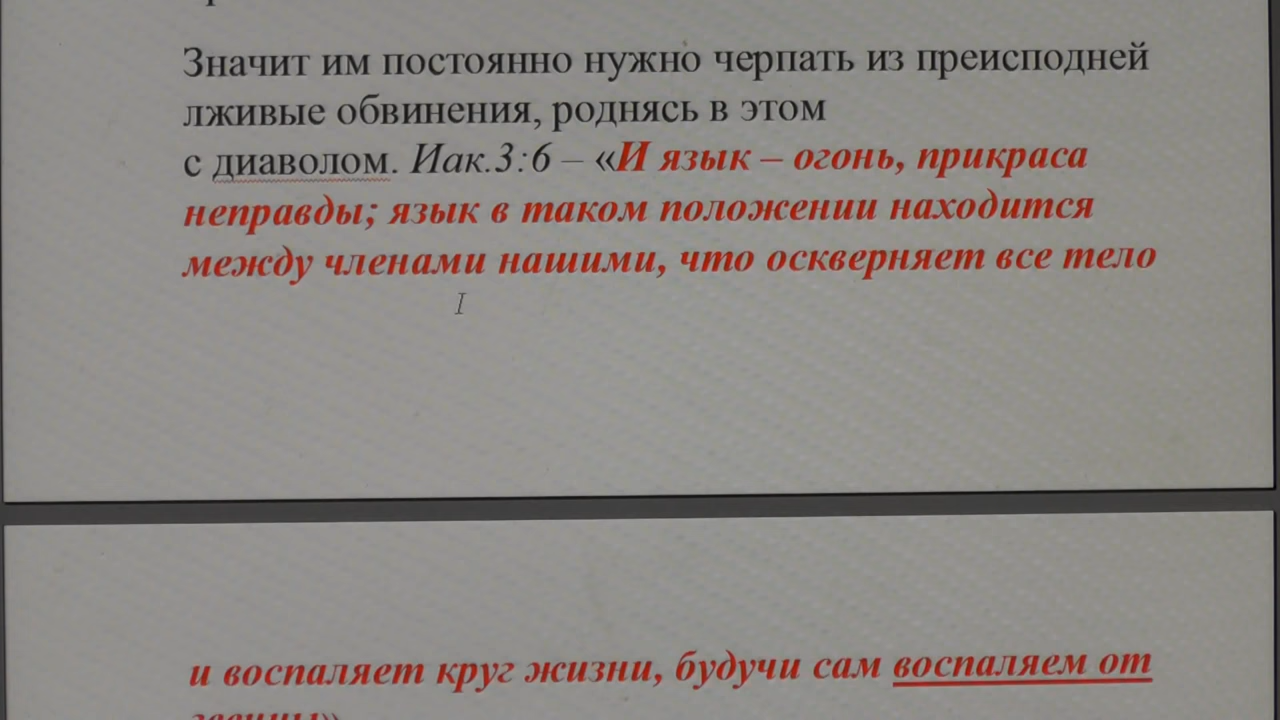 Значит им постоянно нужно черпать из преисподней
лживые обвинения, роднясь в этом
с диаволом. Иак.3:6 – «И язык – огонь, прикраса
неправды; язык в таком положении находится
между членами нашими, что оскверняет все тело
и воспаляет круг жизни, будучи сам воспаляем от